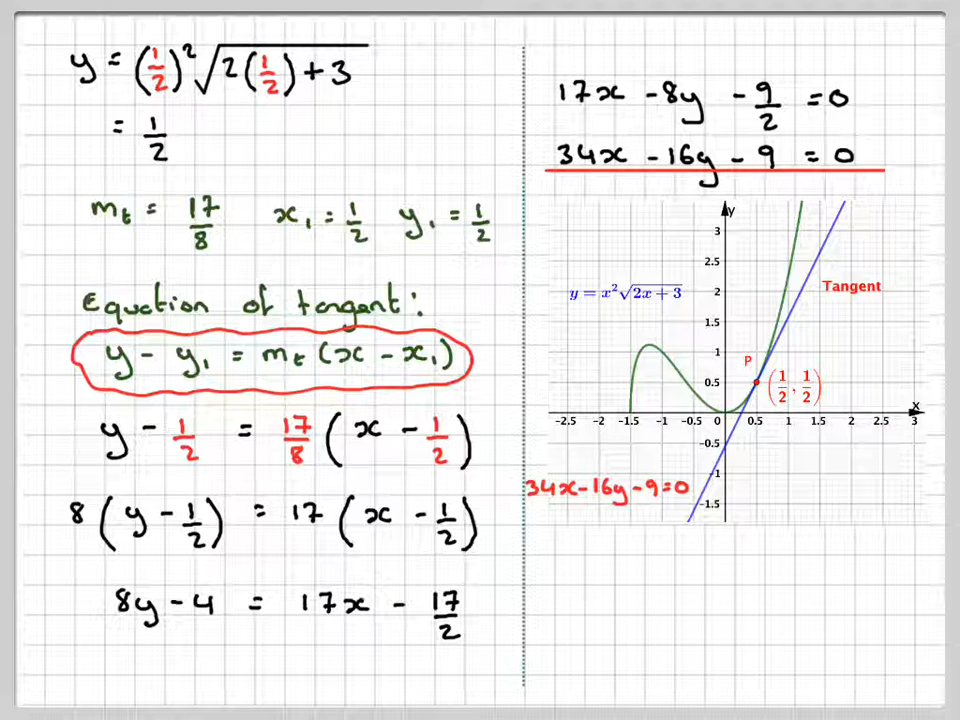 y = (1/2)² √(2(1/2) + 3)
= 1/2
m_t = 17/8   x₁ = 1/2   y₁ = 1/2
Equation of tangent:
y - y₁ = m_t (x - x₁)
y - 1/2 = 17/8 (x - 1/2)
8 (y - 1/2) = 17 (x - 1/2)
8y - 4 = 17x - 17/2
17x - 8y - 9/2 = 0
34x - 16y - 9 = 0
y
3
2.5
y = x²√(2x + 3)
2
Tangent
1.5
1
P
0.5
(1/2, 1/2)
x
-2.5 -2 -1.5 -1 -0.5 0 0.5 1 1.5 2 2.5 3
-0.5
-1
34x-16y-9=0
-1.5